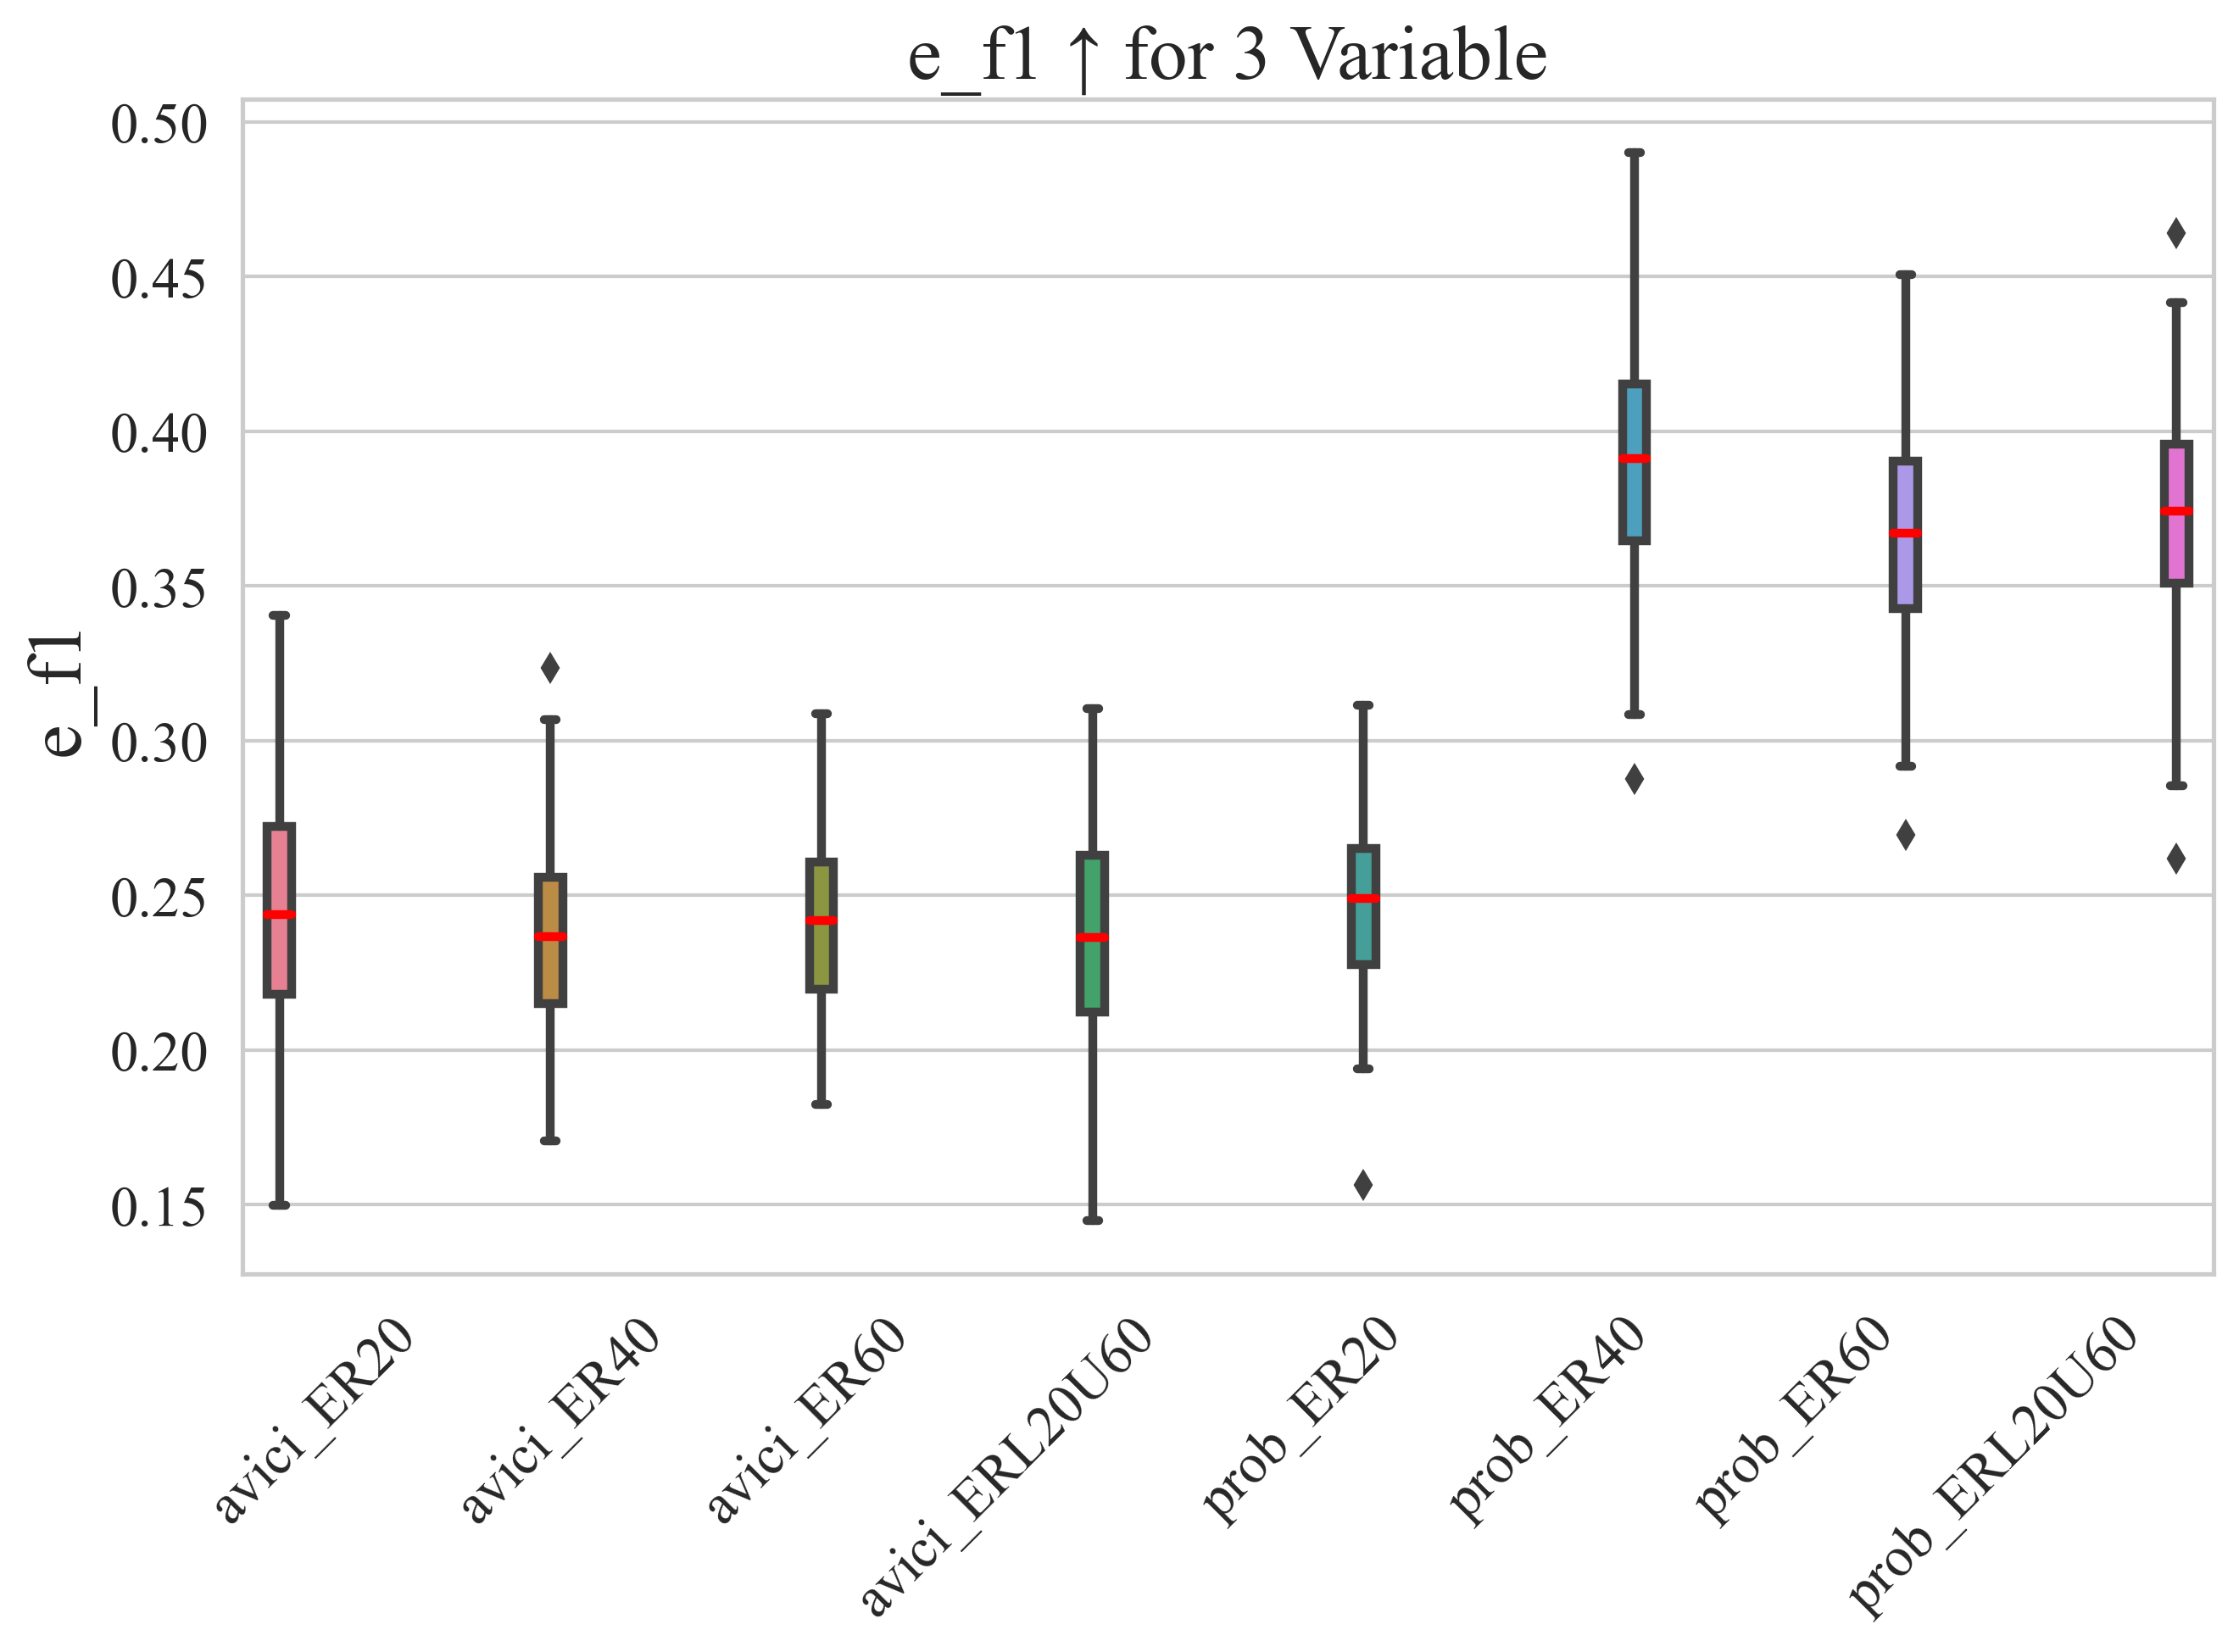 e_f1 ↑ for 3 Variable
e_f1
0.50
0.45
0.40
0.35
0.30
0.25
0.20
0.15
avici_ER20
avici_ER40
avici_ER60
avici_ERL20U60
prob_ER20
prob_ER40
prob_ER60
prob_ERL20U60